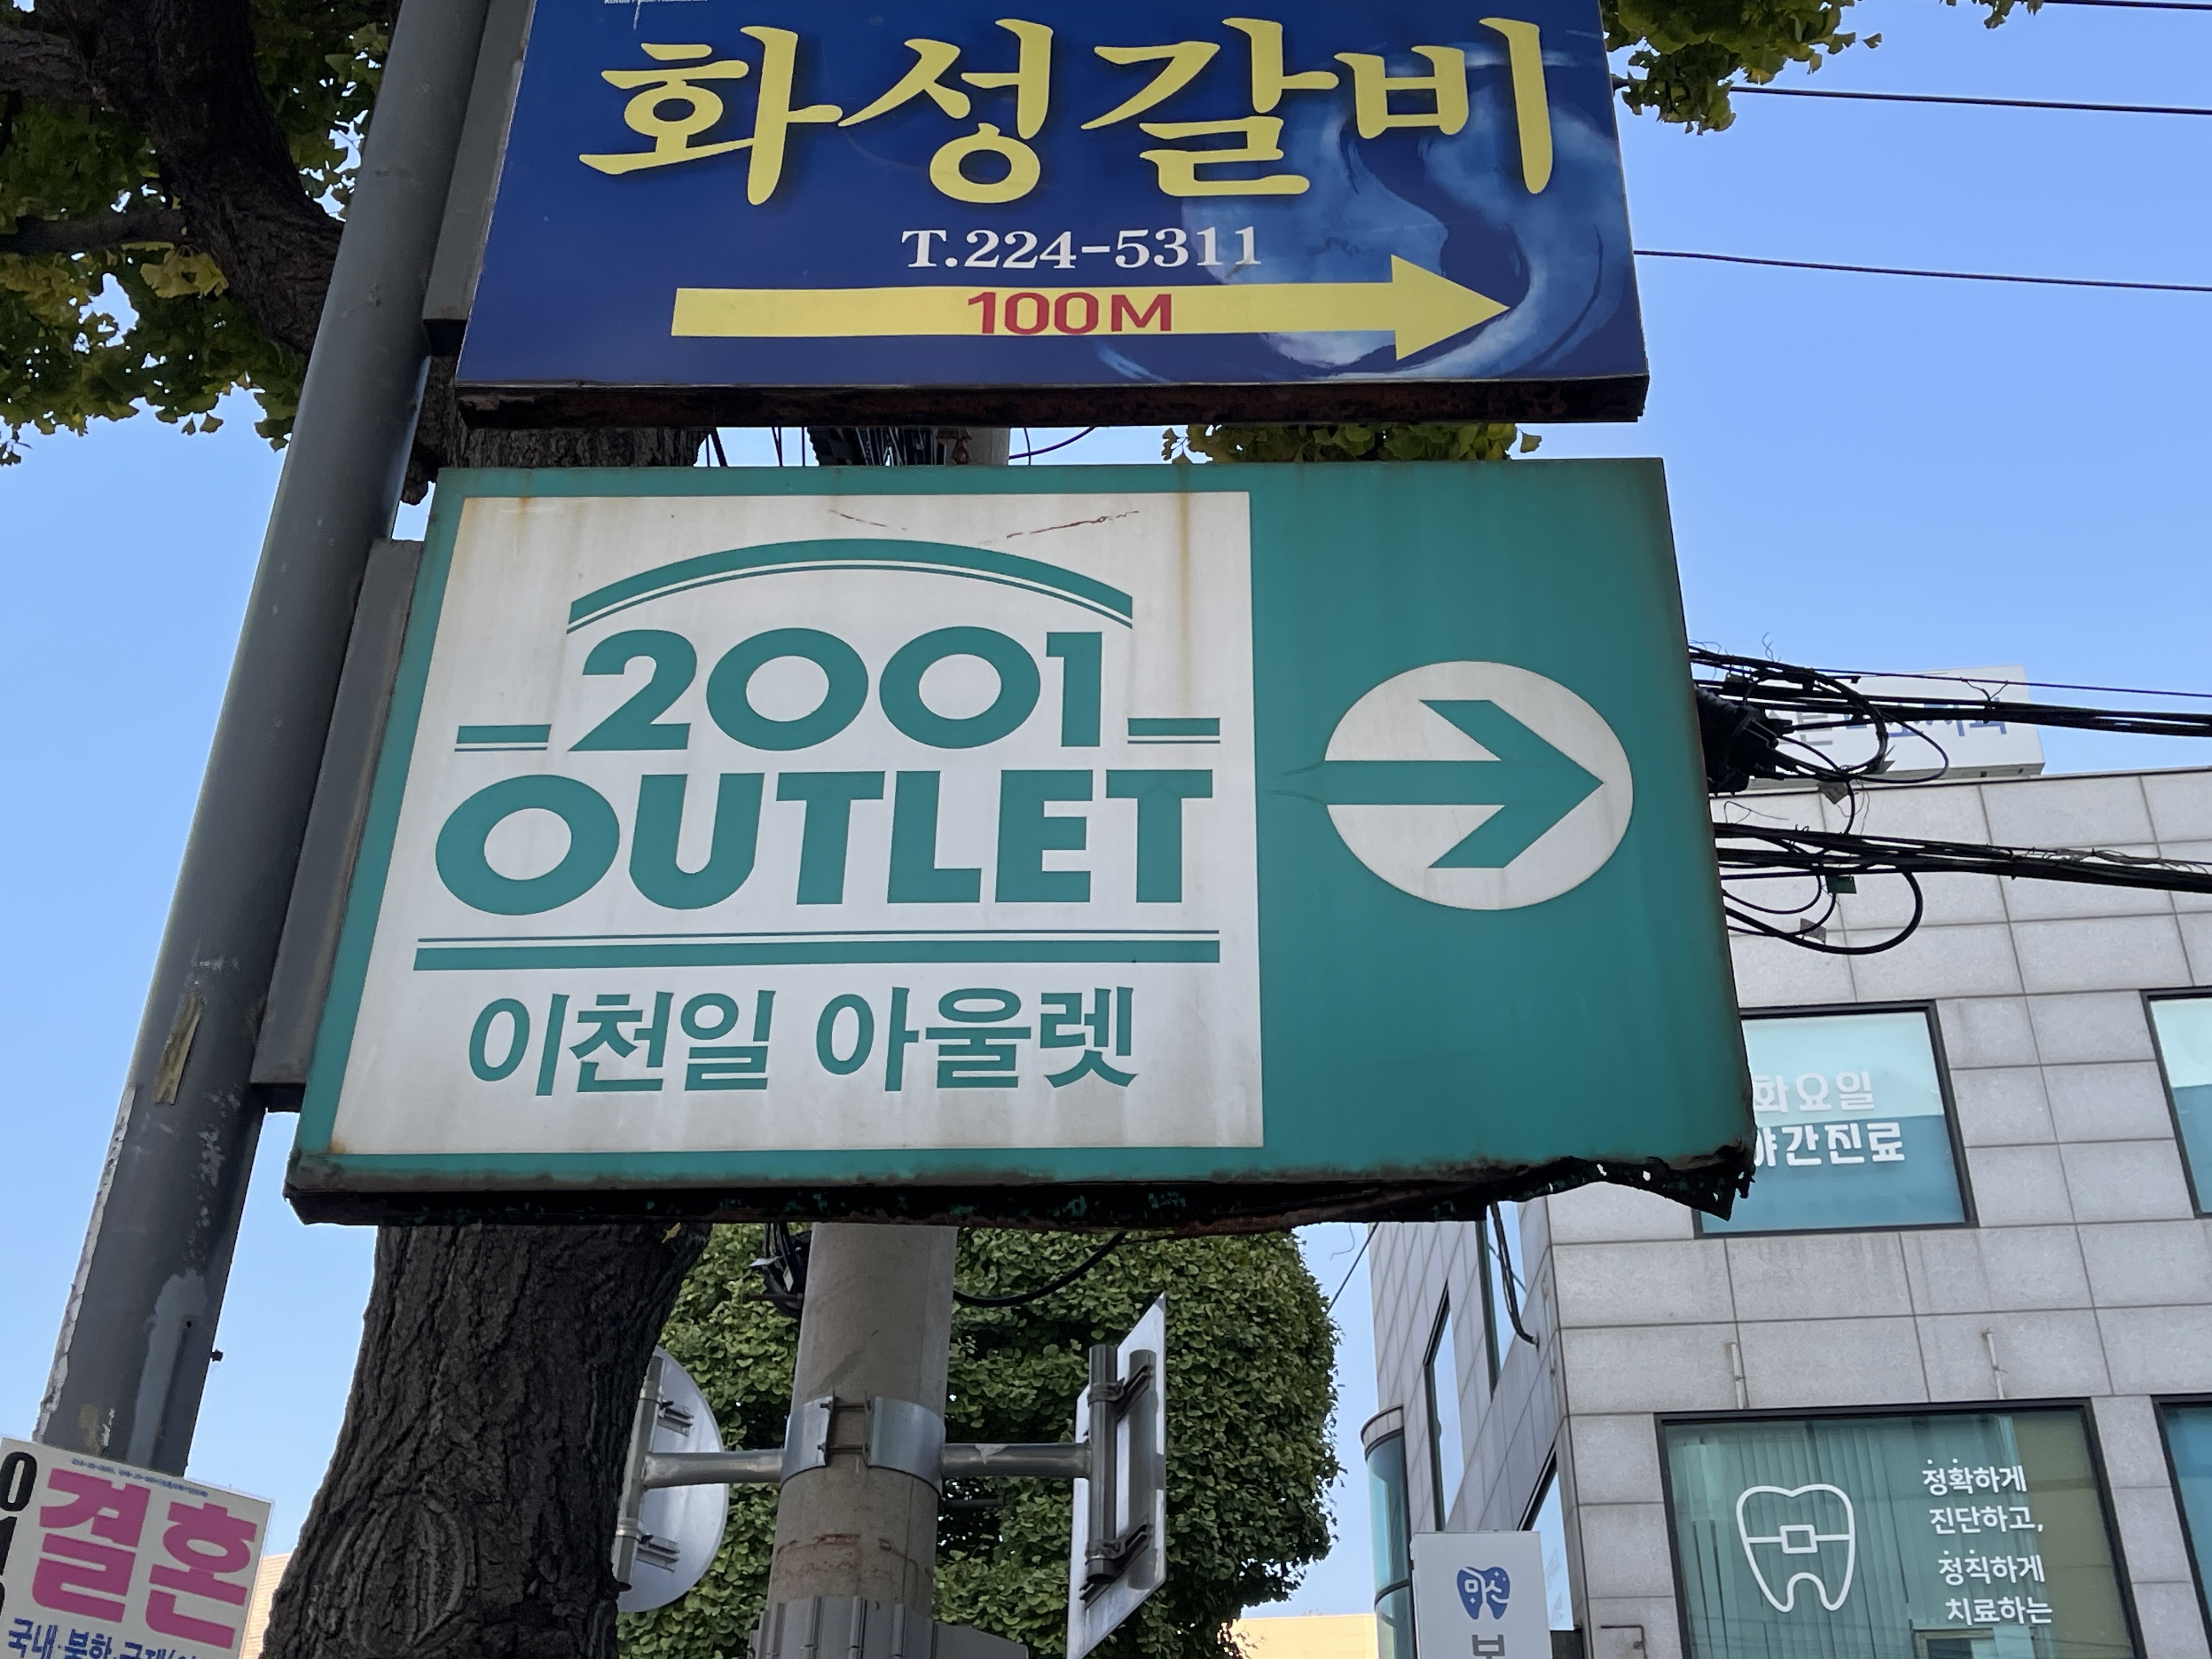 화성갈비
T.224-5311
100M
2001
OUTLET
이천일 아울렛
화요일
야간진료
정확하게
진단하고,
정직하게
치료하는
결혼